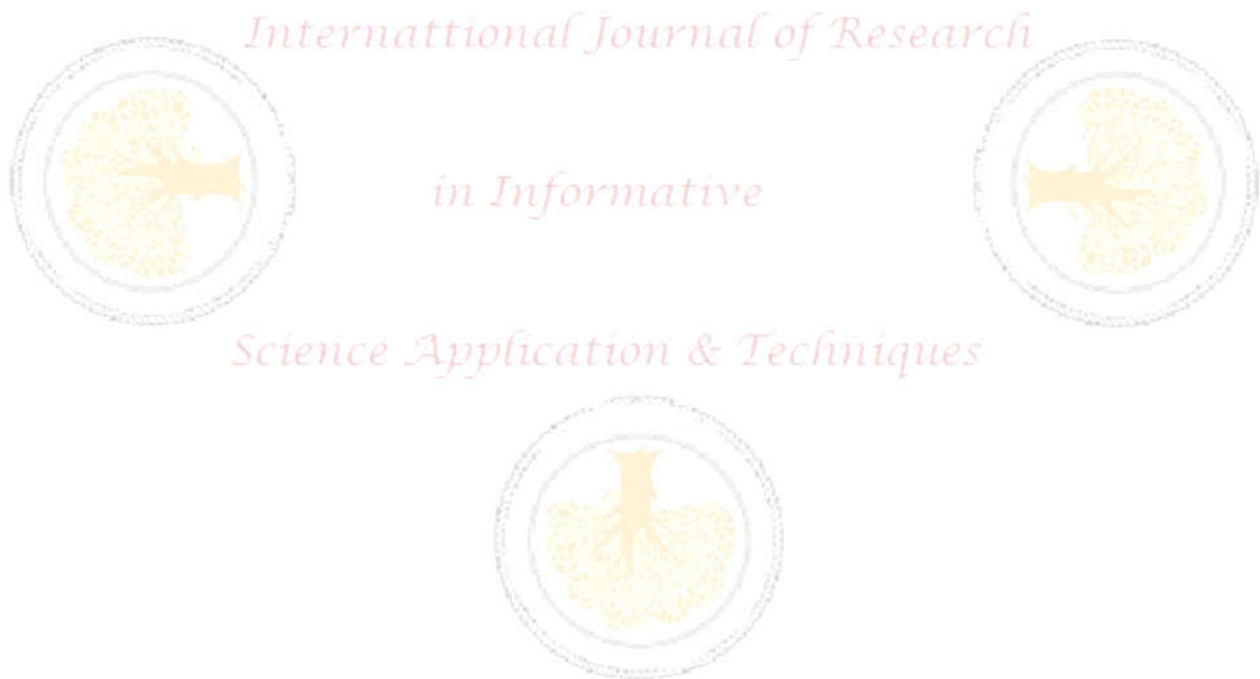 Internattional Journal of Research
in Informative
Science Application & Techniques